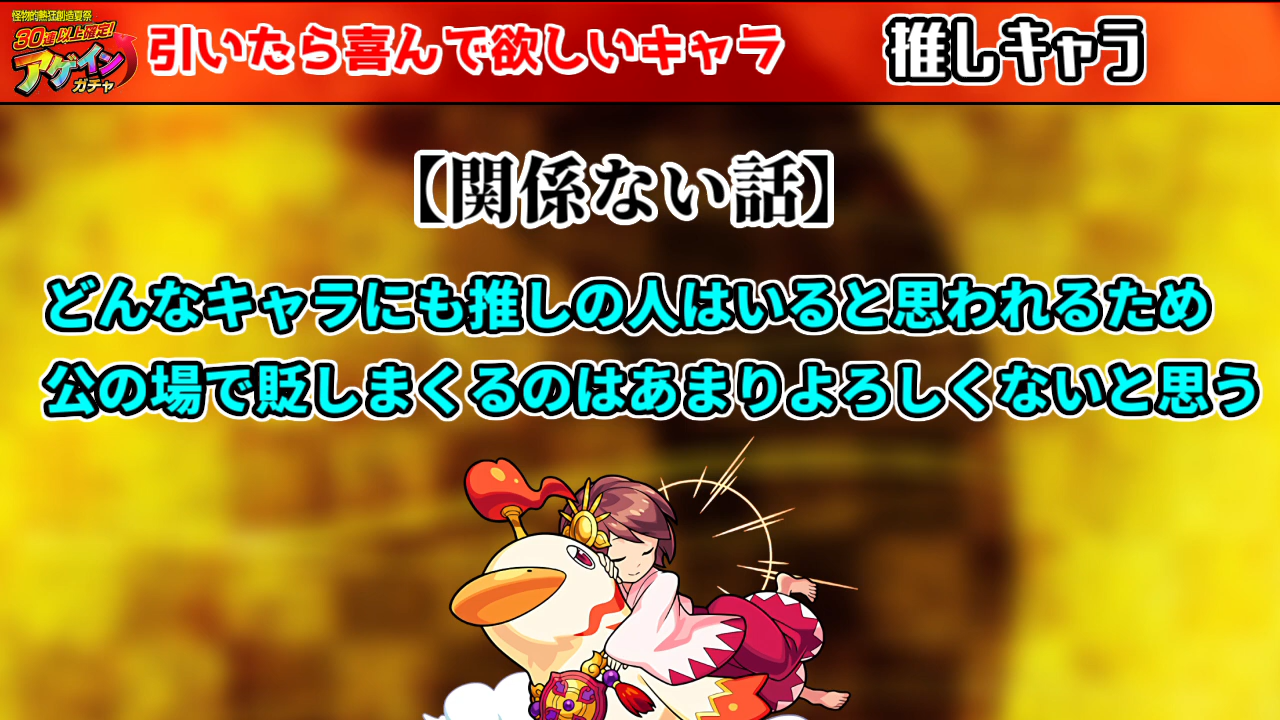 怪物的熱狂創造夏祭
30連以上確定!
アゲイン
ガチャ
引いたら喜んで欲しいキャラ
推しキャラ
【関係ない話】
どんなキャラにも推しの人はいると思われるため
公の場で貶しまくるのはあまりよろしくないと思う